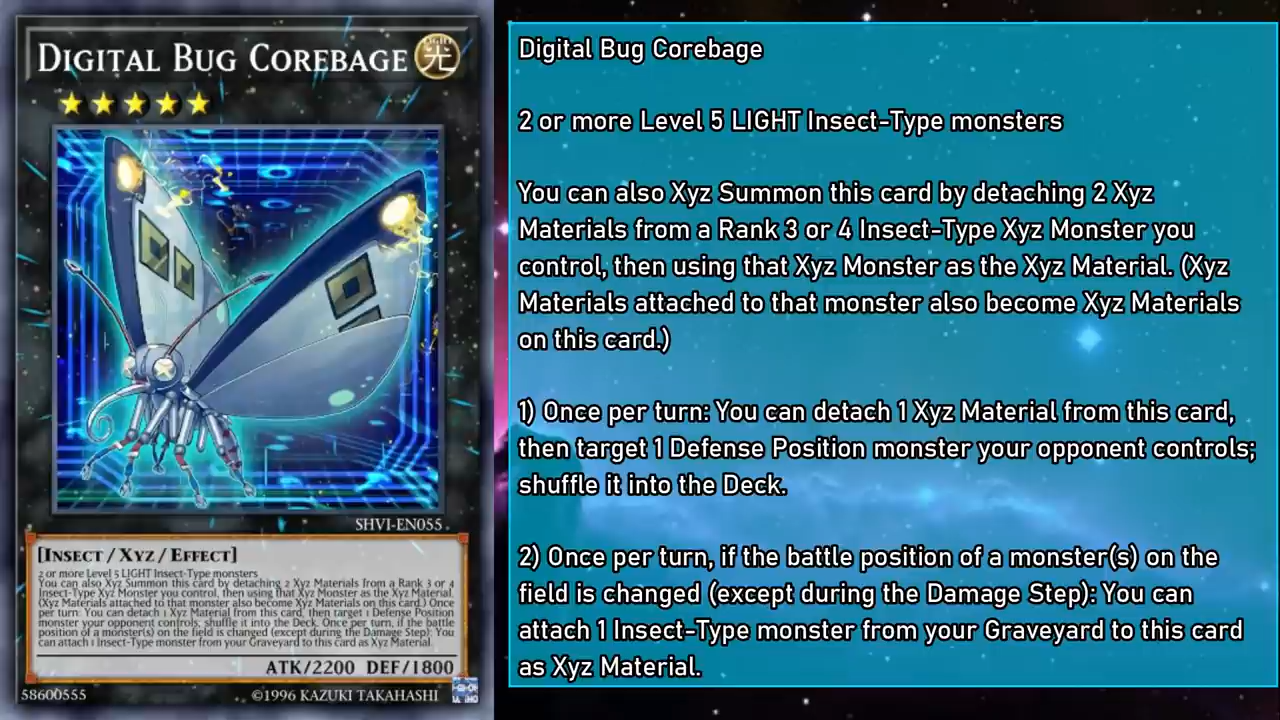 DIGITAL BUG COREBAGE
LIGHT
光
SHVI-EN055
[INSECT / XYZ / EFFECT]
2 or more Level 5 LIGHT Insect-Type monsters
You can also Xyz Summon this card by detaching 2 Xyz Materials from a Rank 3 or 4
Insect-Type Xyz Monster you control, then using that Xyz Monster as the Xyz Material.
(Xyz Materials attached to that monster also become Xyz Materials on this card.) Once
per turn: You can detach 1 Xyz Material from this card, then target 1 Defense Position
monster your opponent controls; shuffle it into the Deck. Once per turn, if the battle
position of a monster(s) on the field is changed (except during the Damage Step): You
can attach 1 Insect-Type monster from your Graveyard to this card as Xyz Material.
ATK/2200 DEF/1800
58600555
©1996 KAZUKI TAKAHASHI
Digital Bug Corebage
2 or more Level 5 LIGHT Insect-Type monsters
You can also Xyz Summon this card by detaching 2 Xyz
Materials from a Rank 3 or 4 Insect-Type Xyz Monster you
control, then using that Xyz Monster as the Xyz Material. (Xyz
Materials attached to that monster also become Xyz Materials
on this card.)
1) Once per turn: You can detach 1 Xyz Material from this card,
then target 1 Defense Position monster your opponent controls;
shuffle it into the Deck.
2) Once per turn, if the battle position of a monster(s) on the
field is changed (except during the Damage Step): You can
attach 1 Insect-Type monster from your Graveyard to this card
as Xyz Material.